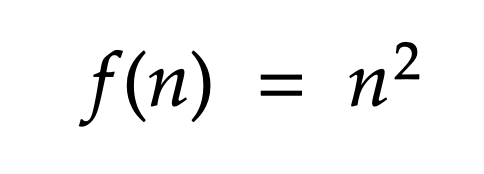 f(n) = n²